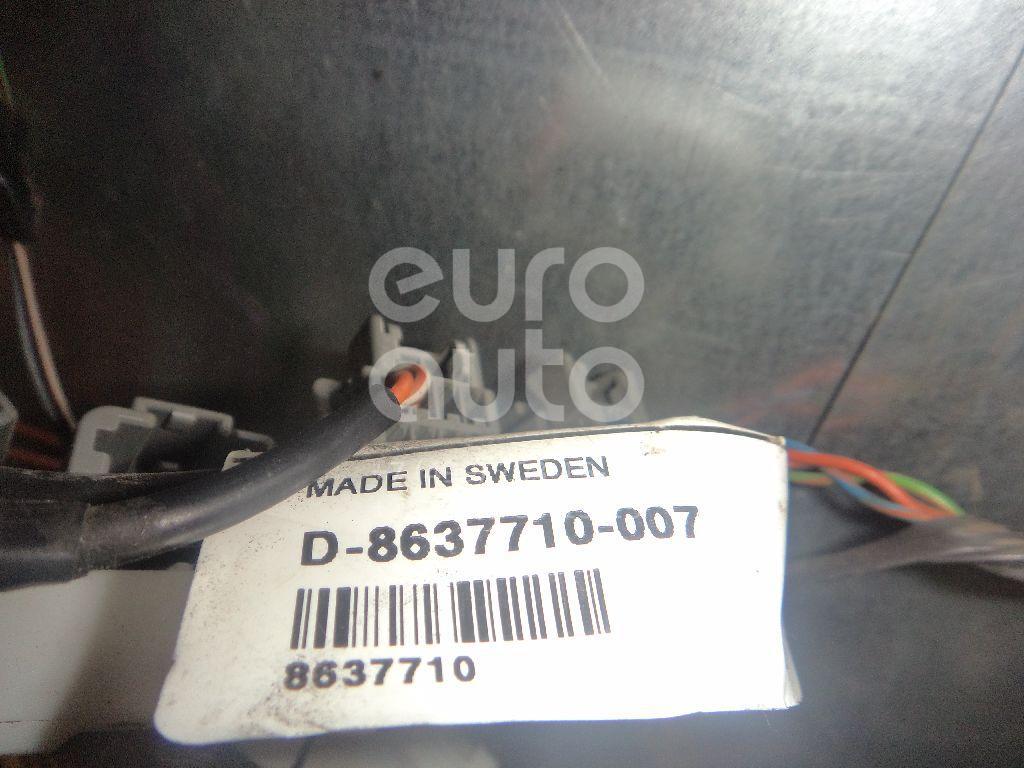 euro
auto
MADE IN SWEDEN
D-8637710-007
8637710